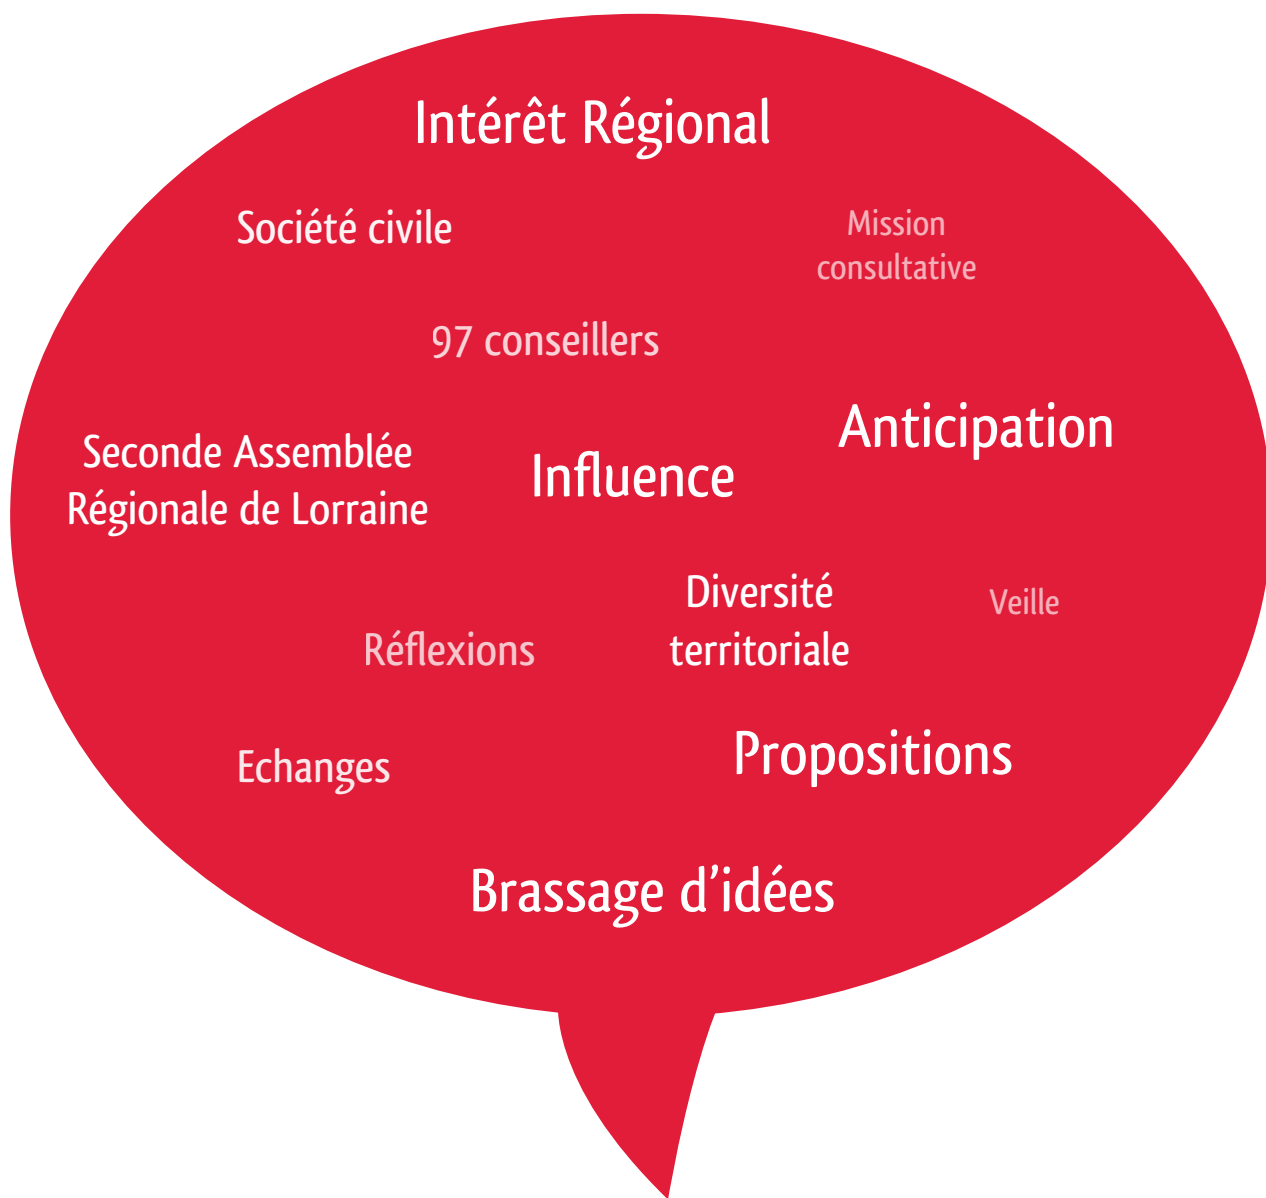 Intérêt Régional
Société civile
Mission
consultative
97 conseillers
Anticipation
Seconde Assemblée
Régionale de Lorraine
Influence
Diversité
territoriale
Veille
Réflexions
Propositions
Echanges
Brassage d’idées